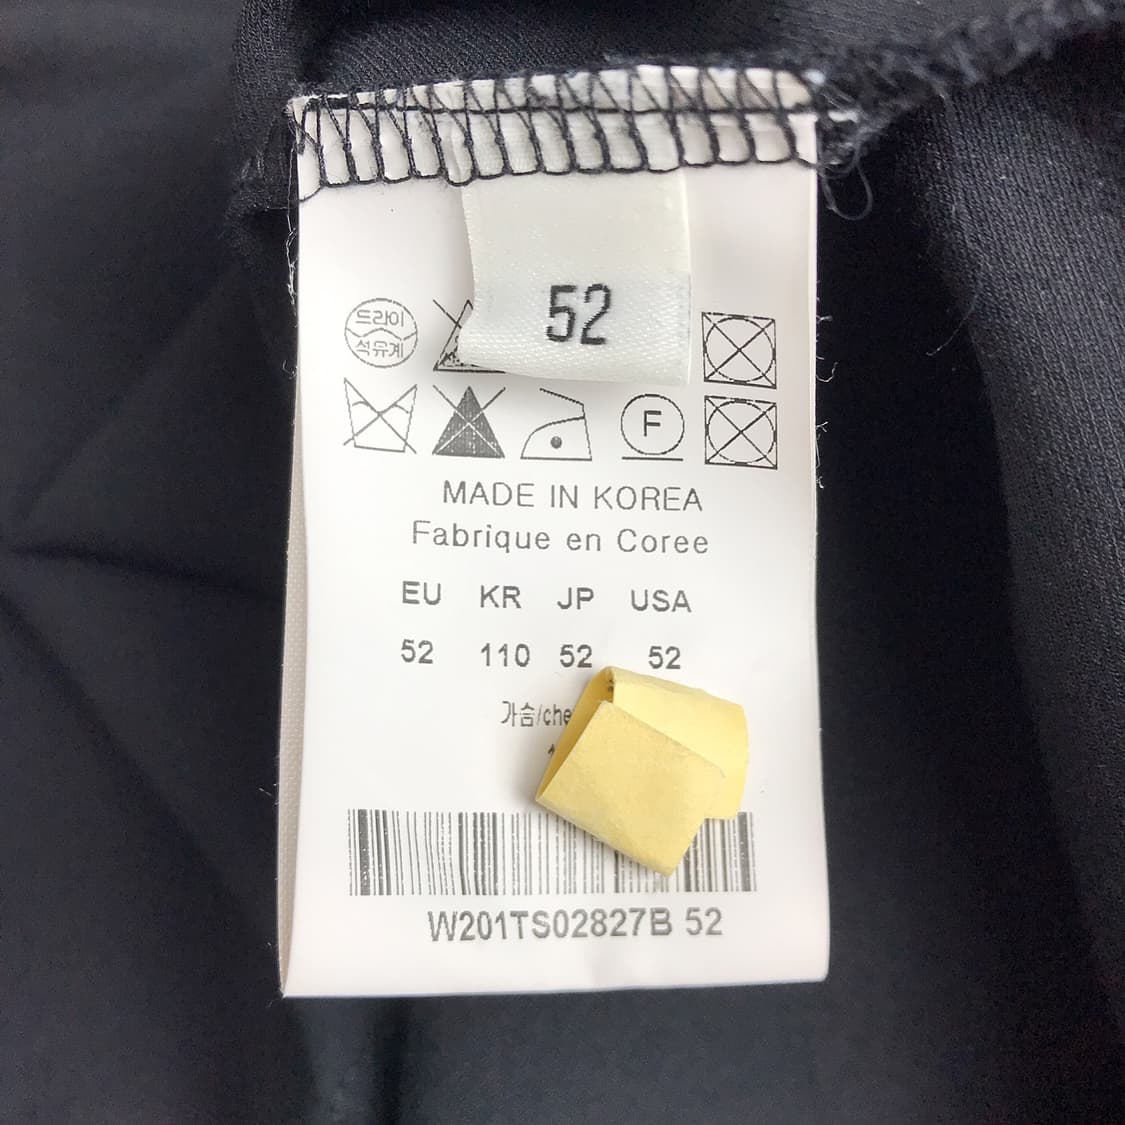 52
드라이
석유계
F
MADE IN KOREA
Fabrique en Coree
EU KR JP USA
52 110 52 52
가슴/che
W201TS02827B 52